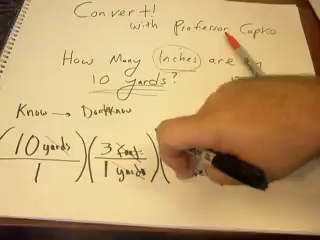 Convert!
with Professor Capko
How Many Inches are in
10 yards?
Know → Don't Know
(10 yards / 1) (3 feet / 1 yards) (